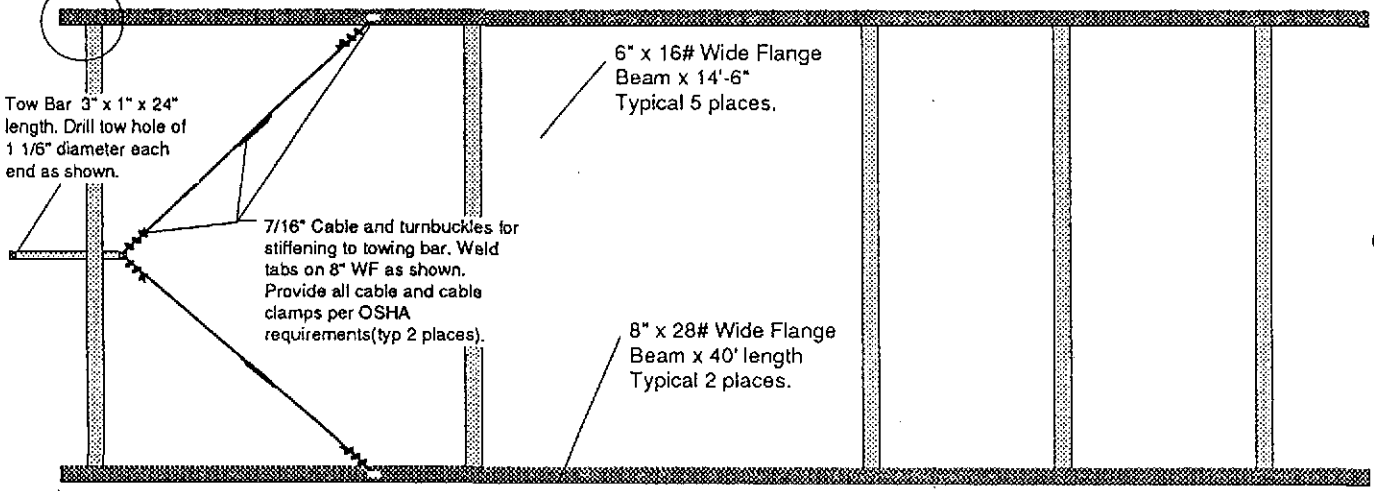 6" x 16# Wide Flange
Beam x 14'-6"
Typical 5 places.
Tow Bar 3" x 1" x 24"
length. Drill tow hole of
1 1/6" diameter each
end as shown.
7/16" Cable and turnbuckles for
stiffening to towing bar. Weld
tabs on 8" WF as shown.
Provide all cable and cable
clamps per OSHA
requirements(typ 2 places).
8" x 28# Wide Flange
Beam x 40' length
Typical 2 places.